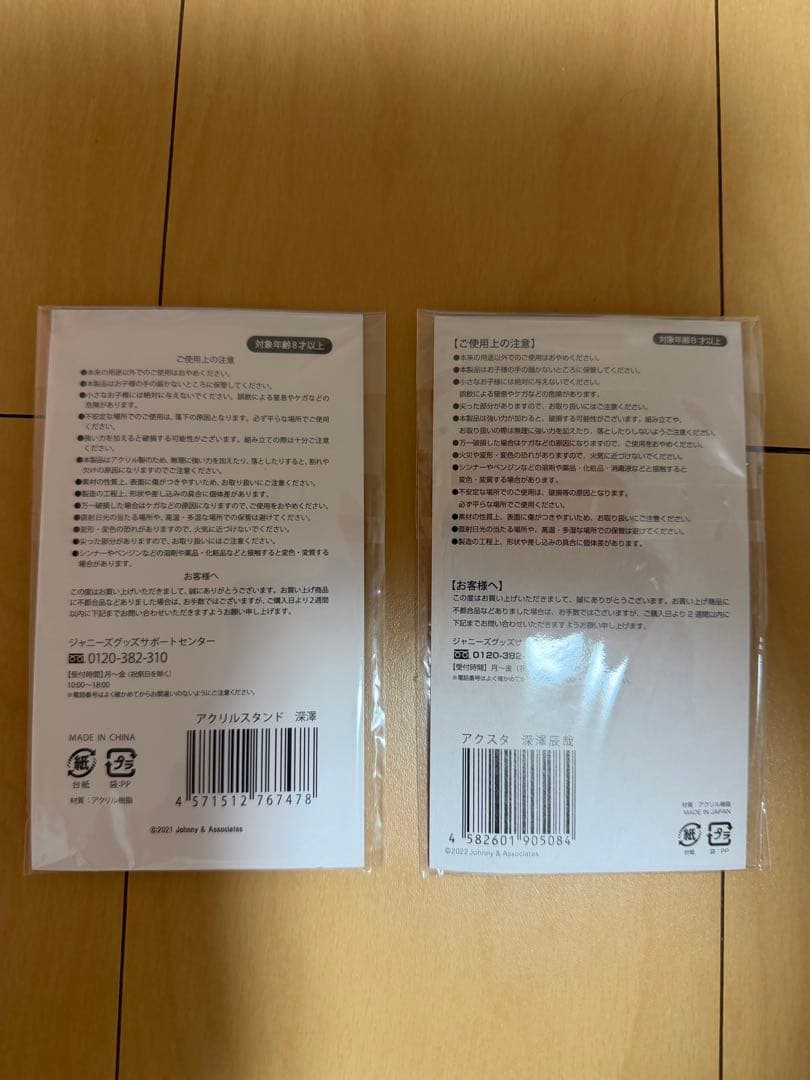 対象年齢8才以上
ご使用上の注意
●本来の用途以外でのご使用はおやめください。
●本製品はお子様の手の届かないところに保管してください。
●小さなお子様には絶対に与えないでください。誤飲による窒息やケガなどの
危険があります。
●不安定な場所でのご使用は、落下の原因となります。必ず平らな場所でご使用
ください。
●強い力を加えると破損する可能性がございます。組み立ての際は十分ご注意
ください。
●本製品はアクリル製のため、無理に強い力を加えたり、落としたりすると、割れや
欠けの原因になりますのでご注意ください。
●素材の性質上、表面に傷がつきやすいため、お取り扱いにご注意ください。
●製造の工程上、形状や差し込みの具合に個体差があります。
●万一破損した場合はケガなどの原因になりますので、ご使用をおやめください。
●直射日光の当たる場所や、高温・多湿な場所での保管は避けてください。
●変形・変色の恐れがありますので、火気に近づけないでください。
●尖った部分がありますので、お取り扱いにはご注意ください。
●シンナーやベンジンなどの溶剤や薬品・化粧品などと接触すると変色・変質する
場合があります。
お客様へ
この度はお買い上げいただきまして、誠にありがとうございます。お買い上げ商品
に不都合品などありました場合は、お手数ではございますが、ご購入日より2週間
以内に下記までお問い合わせいただきますようお願い申し上げます。
ジャニーズグッズサポートセンター
0120-382-310
【受付時間】月〜金（祝祭日を除く）
10:00〜18:00
※電話番号はよく確かめてからお間違いのないようにご注意ください。
アクリルスタンド 深澤
MADE IN CHINA
紙 プラ
台紙 袋:PP
材質：アクリル樹脂
4 571512 767478
©2021 Johnny & Associates
対象年齢8才以上
【ご使用上の注意】
●本来の用途以外でのご使用はおやめください。
●本製品はお子様の手の届かないところに保管してください。
●小さなお子様には絶対に与えないでください。
誤飲による窒息やケガなどの危険があります。
●尖った部分がありますので、お取り扱いにはご注意ください。
●本製品は強い力が加わると、破損する可能性がございます。組み立てや、
お取り扱いの際は無理に強い力を加えたり、落としたりしないようご注意ください。
●万一破損した場合はケガなどの原因になりますので、ご使用をおやめください。
●火災や変形・変色の恐れがありますので、火気に近づけないでください。
●シンナーやベンジンなどの溶剤や薬品・化粧品・消毒液などと接触すると
変色・変質する場合があります。
●不安定な場所でのご使用は、破損等の原因となります。
必ず平らな場所でご使用ください。
●素材の性質上、表面に傷がつきやすいため、お取り扱いにご注意ください。
●直射日光の当たる場所や、高温・多湿な場所での保管は避けてください。
●製造の工程上、形状や差し込みの具合に個体差があります。
【お客様へ】
この度はお買い上げいただきまして、誠にありがとうございます。お買い上げ商品に
不都合品などありました場合は、お手数ではございますが、ご購入日より2週間以内に
下記までお問い合わせいただきますようお願い申し上げます。
ジャニーズグッズサ
0120-382
【受付時間】月〜金（祝
※電話番号はよく確かめてからお間違いのないようにご注意ください。
アクスタ 深澤辰哉
4 582601 905084
©2022 Johnny & Associates
材質：アクリル樹脂
MADE IN JAPAN
紙 プラ
台紙 袋：PP